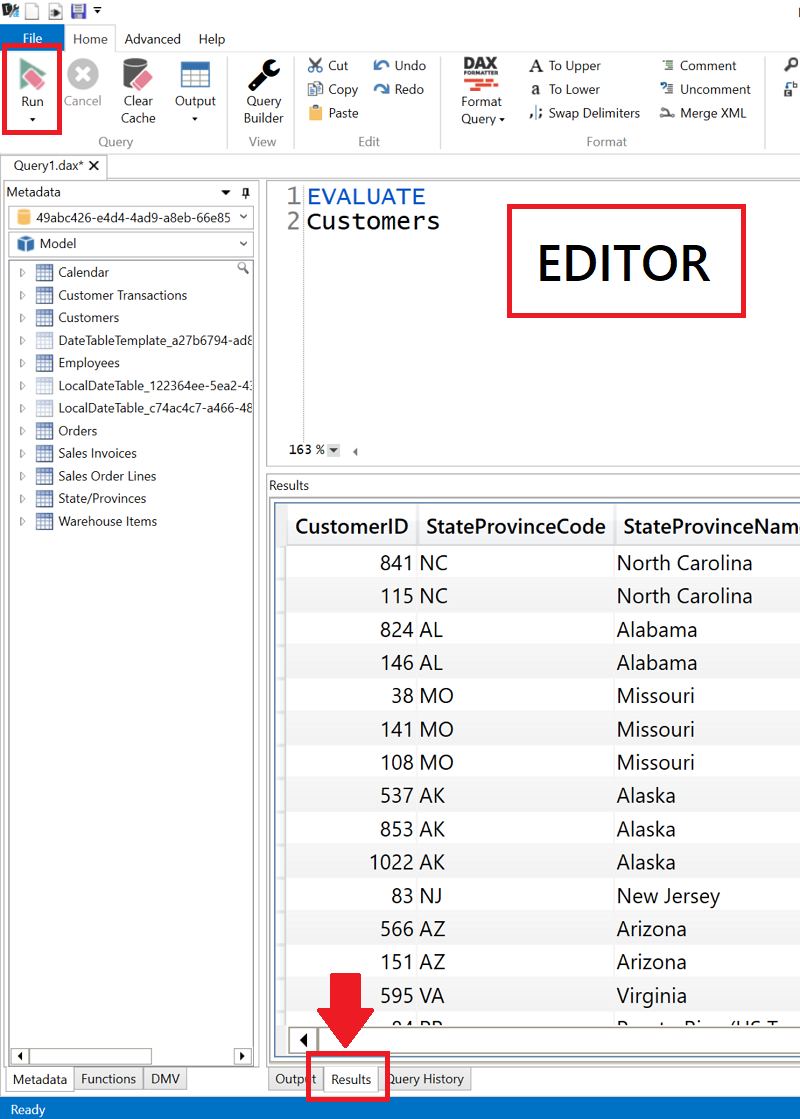 File Home Advanced Help
Run
Cancel
Clear Cache
Output
Query
Query Builder
View
Cut
Copy
Paste
Undo
Redo
Edit
DAX
FORMATTER
Format Query
To Upper
To Lower
Swap Delimiters
Comment
Uncomment
Merge XML
Format
Query1.dax*
Metadata
49abc426-e4d4-4ad9-a8eb-66e85
Model
Calendar
Customer Transactions
Customers
DateTableTemplate_a27b6794-ad8
Employees
LocalDateTable_122364ee-5ea2-43
LocalDateTable_c74ac4c7-a466-48
Orders
Sales Invoices
Sales Order Lines
State/Provinces
Warehouse Items
Metadata Functions DMV
1 EVALUATE
2 Customers
EDITOR
163 %
Results
CustomerID StateProvinceCode StateProvinceName
841 NC North Carolina
115 NC North Carolina
824 AL Alabama
146 AL Alabama
38 MO Missouri
141 MO Missouri
108 MO Missouri
537 AK Alaska
853 AK Alaska
1022 AK Alaska
83 NJ New Jersey
566 AZ Arizona
151 AZ Arizona
595 VA Virginia
Output Results Query History
Ready